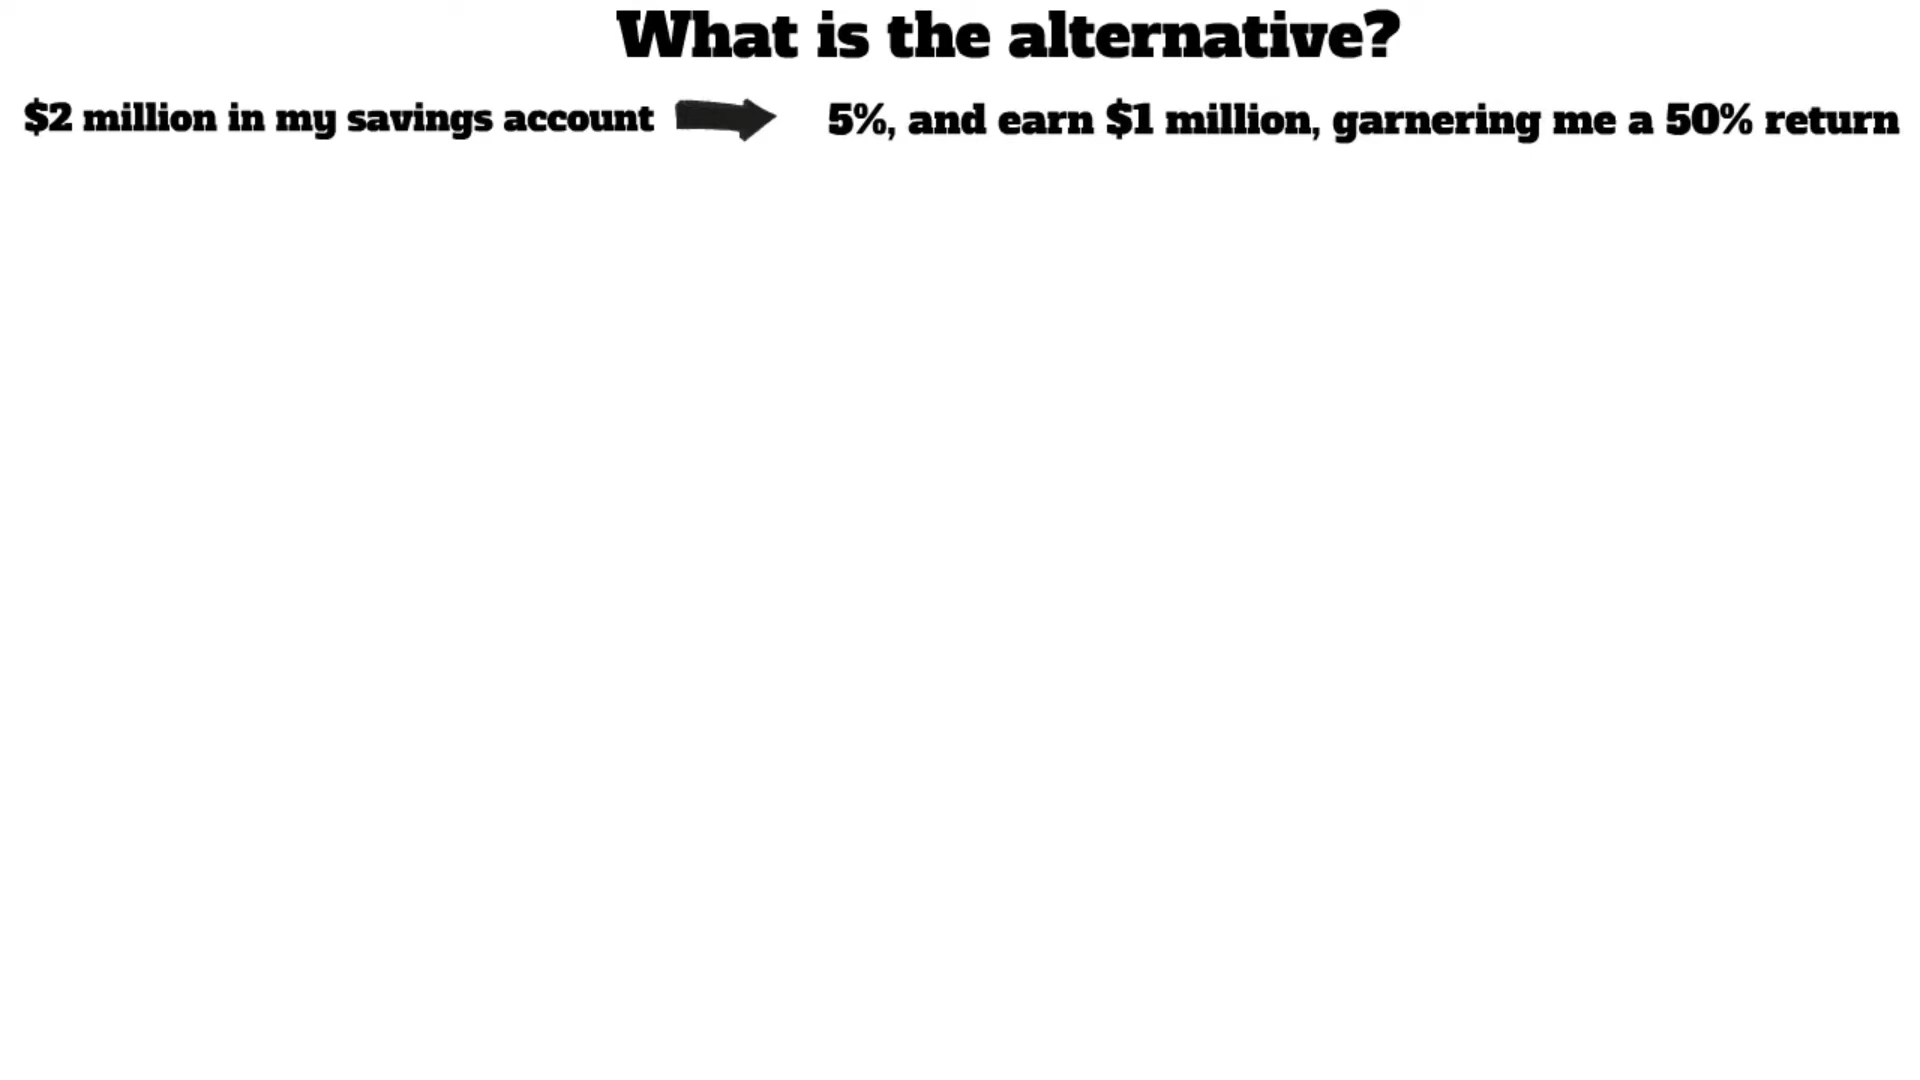 What is the alternative?
$2 million in my savings account 5%, and earn $1 million, garnering me a 50% return